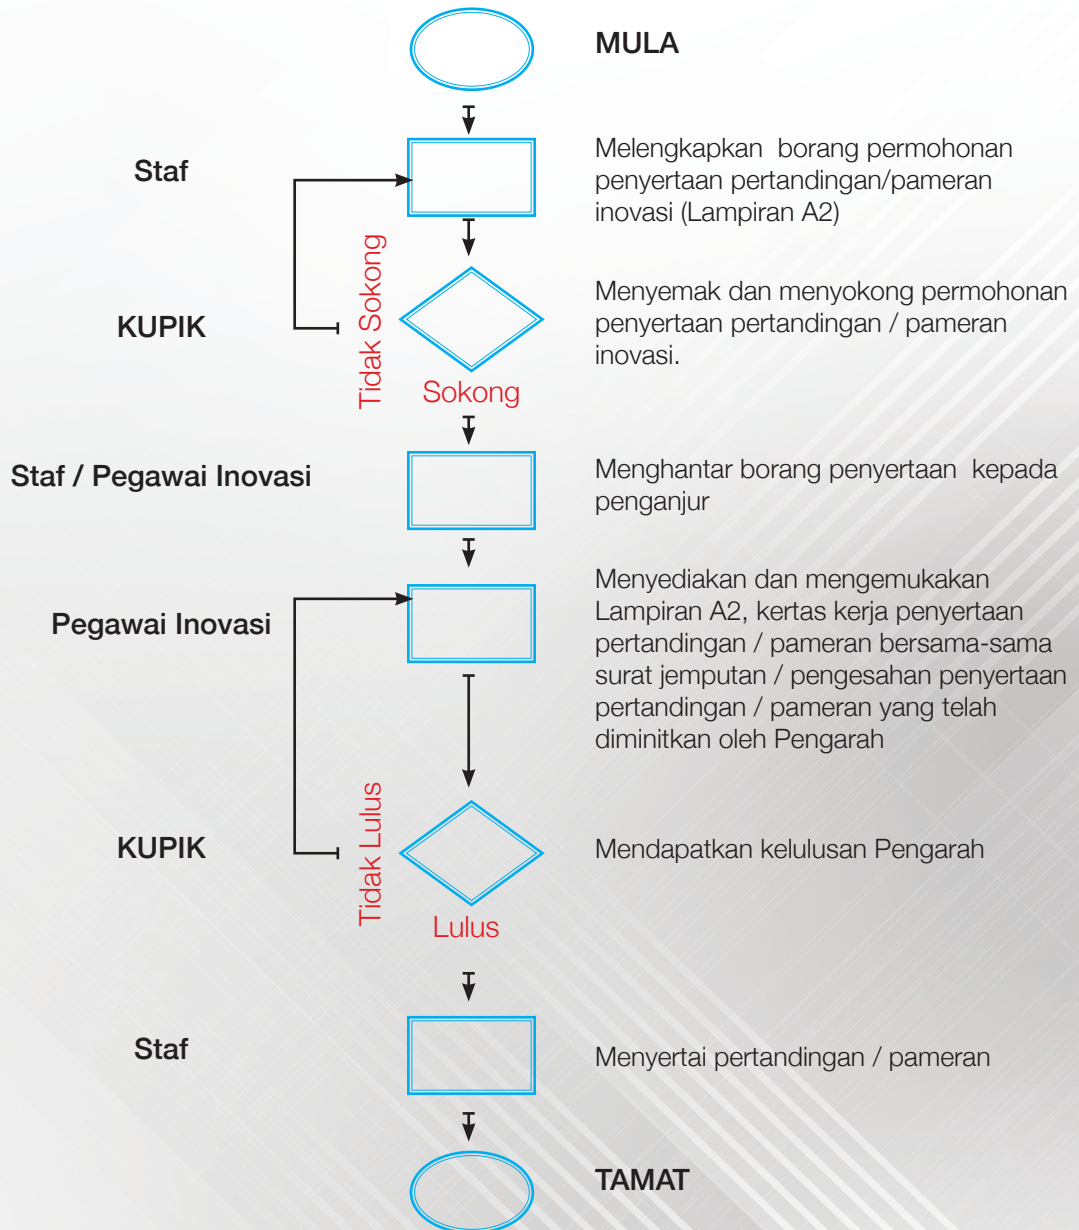 MULA
Staf
Melengkapkan borang permohonan
penyertaan pertandingan/pameran
inovasi (Lampiran A2)
Tidak Sokong
KUPIK
Menyemak dan menyokong permohonan
penyertaan pertandingan / pameran
inovasi.
Sokong
Staf / Pegawai Inovasi
Menghantar borang penyertaan kepada
penganjur
Pegawai Inovasi
Menyediakan dan mengemukakan
Lampiran A2, kertas kerja penyertaan
pertandingan / pameran bersama-sama
surat jemputan / pengesahan penyertaan
pertandingan / pameran yang telah
diminitkan oleh Pengarah
Tidak Lulus
KUPIK
Mendapatkan kelulusan Pengarah
Lulus
Staf
Menyertai pertandingan / pameran
TAMAT